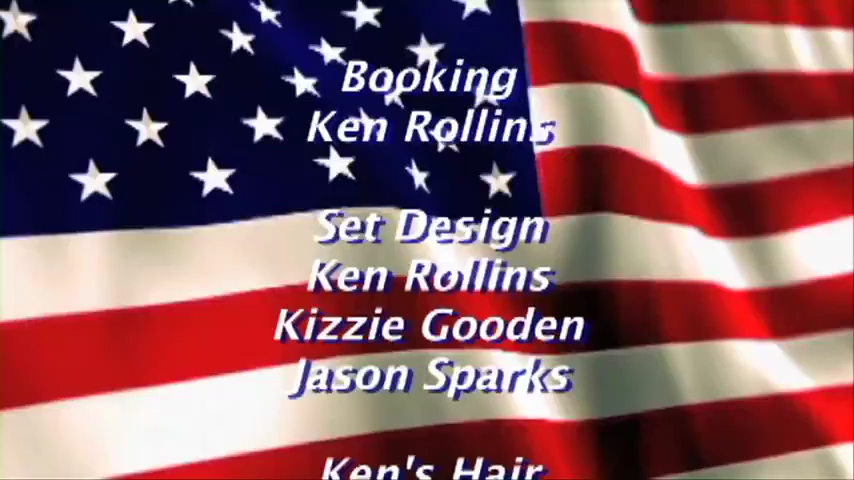 Booking
Ken Rollins
Set Design
Ken Rollins
Kizzie Gooden
Jason Sparks
Ken's Hair